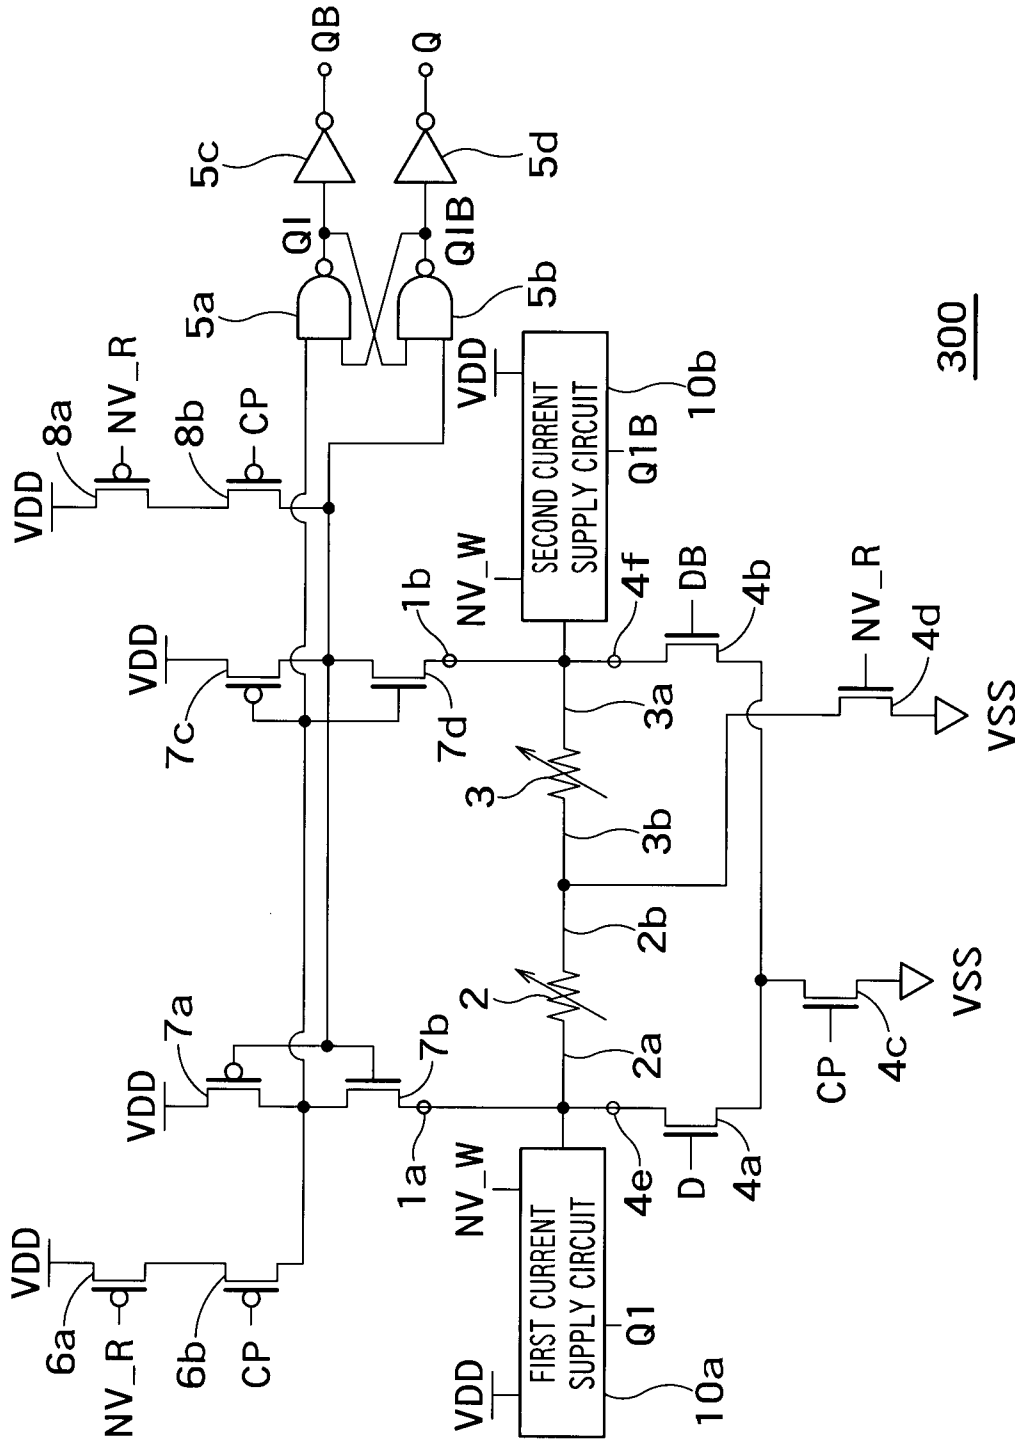 VDD
8a
NV_R
8b
CP
VDD
7c
7d
1b
VDD
7a
7b
1a
VDD
6a
NV_R
6b
CP
5a
QI
5c
QB
5b
QIB
5d
Q
VDD
NV_W
SECOND CURRENT
SUPPLY CIRCUIT
10b
Q1B
4f
DB
4b
NV_R
4d
VSS
3
3a
3b
2
2b
2a
VDD
NV_W
FIRST CURRENT
SUPPLY CIRCUIT
10a
Q1
4e
D
4a
CP
4c
VSS
300